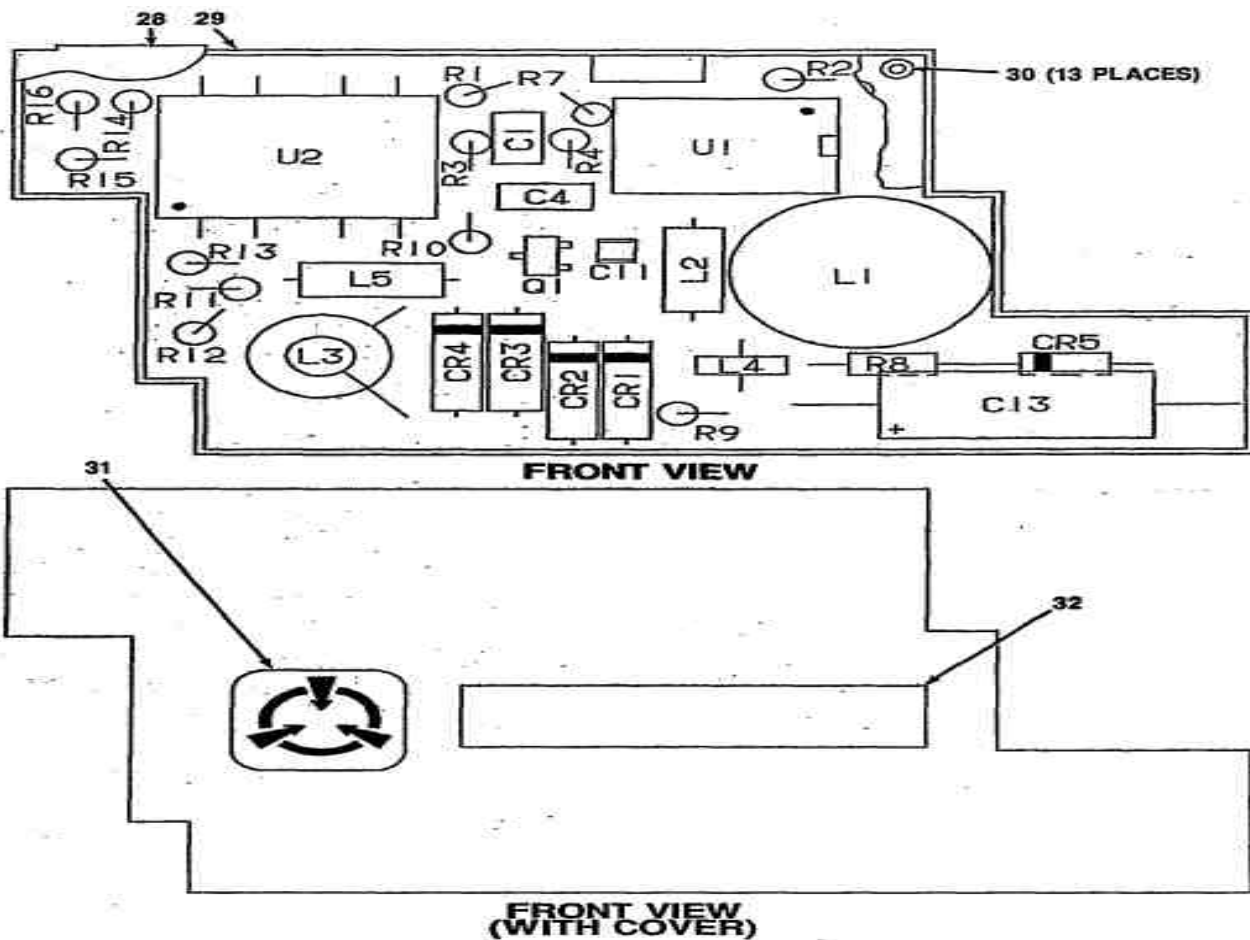 28 29
30 (13 PLACES)
R16
R14
R15
U2
R1
R7
R2
R3
C1
R4
U1
C4
R13
R10
Q1
C11
L2
L1
R11
L5
R12
L3
CR4
CR3
CR2
CR1
L4
R8
CR5
R9
C13
+
FRONT VIEW
31
32
FRONT VIEW
(WITH COVER)